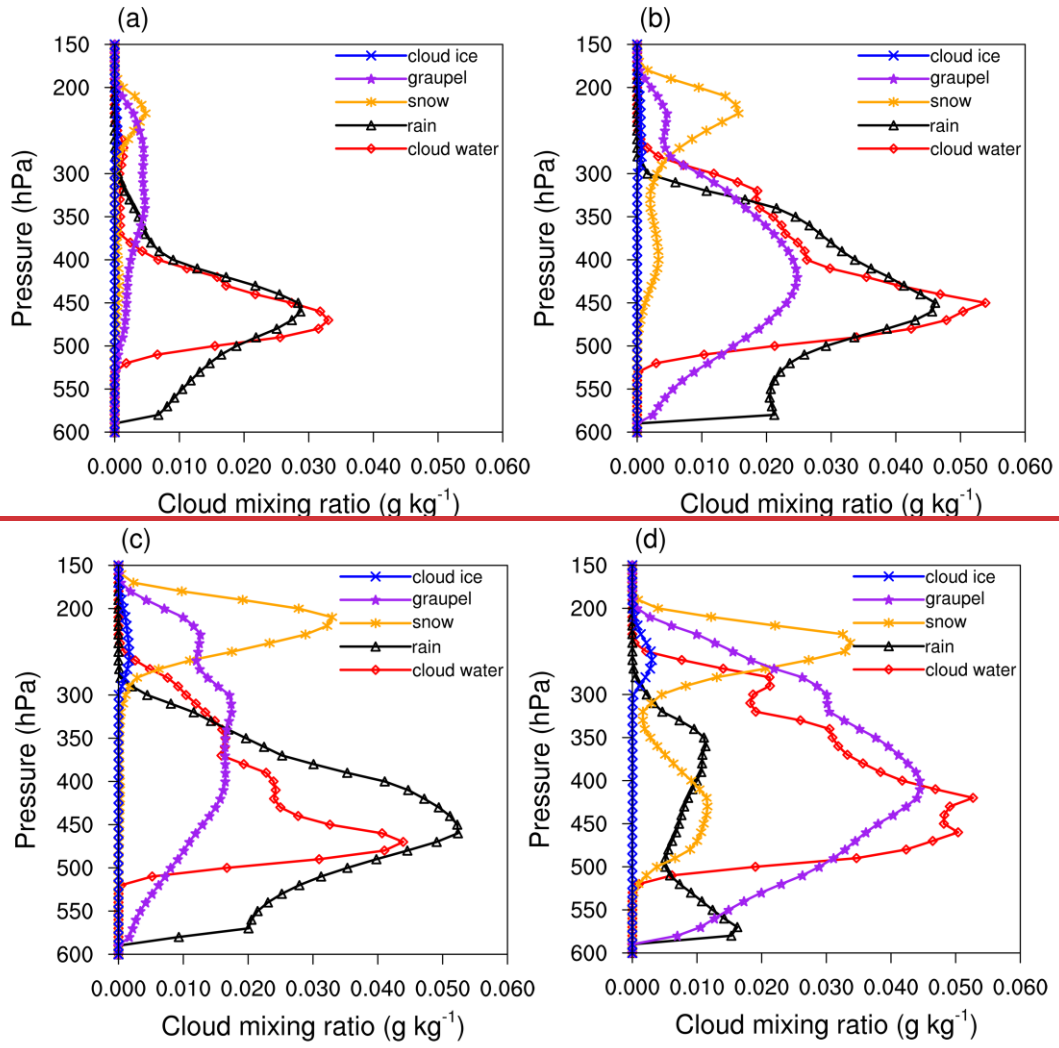 (a)
150
200
250
300
350
400
450
500
550
600
Pressure (hPa)
cloud ice
graupel
snow
rain
cloud water
0.000 0.010 0.020 0.030 0.040 0.050 0.060
Cloud mixing ratio (g kg⁻¹)
(b)
150
200
250
300
350
400
450
500
550
600
Pressure (hPa)
cloud ice
graupel
snow
rain
cloud water
0.000 0.010 0.020 0.030 0.040 0.050 0.060
Cloud mixing ratio (g kg⁻¹)
(c)
150
200
250
300
350
400
450
500
550
600
Pressure (hPa)
cloud ice
graupel
snow
rain
cloud water
0.000 0.010 0.020 0.030 0.040 0.050 0.060
Cloud mixing ratio (g kg⁻¹)
(d)
150
200
250
300
350
400
450
500
550
600
Pressure (hPa)
cloud ice
graupel
snow
rain
cloud water
0.000 0.010 0.020 0.030 0.040 0.050 0.060
Cloud mixing ratio (g kg⁻¹)